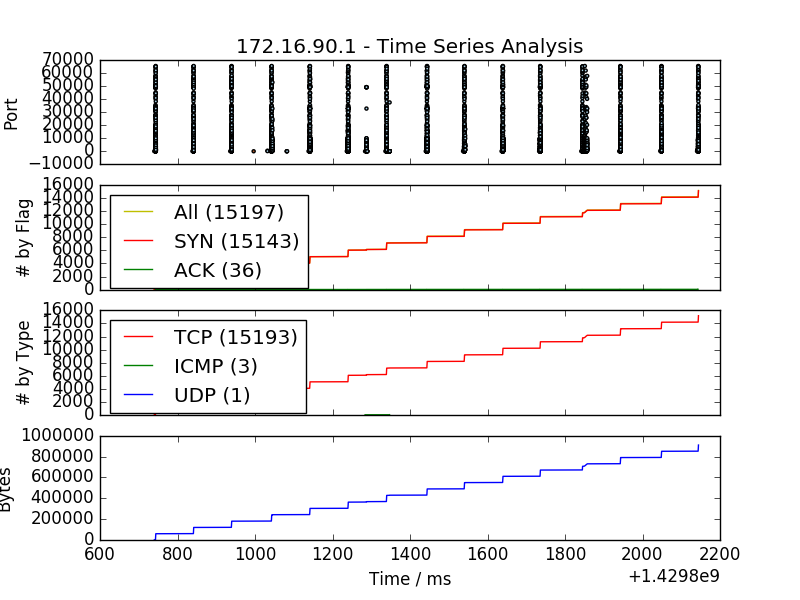 172.16.90.1 - Time Series Analysis
70000
60000
50000
40000
30000
20000
10000
0
−10000
Port
16000
14000
12000
10000
8000
6000
4000
2000
0
# by Flag
All (15197)
SYN (15143)
ACK (36)
16000
14000
12000
10000
8000
6000
4000
2000
0
# by Type
TCP (15193)
ICMP (3)
UDP (1)
1000000
800000
600000
400000
200000
0
Bytes
600 800 1000 1200 1400 1600 1800 2000 2200
Time / ms
+1.4298e9